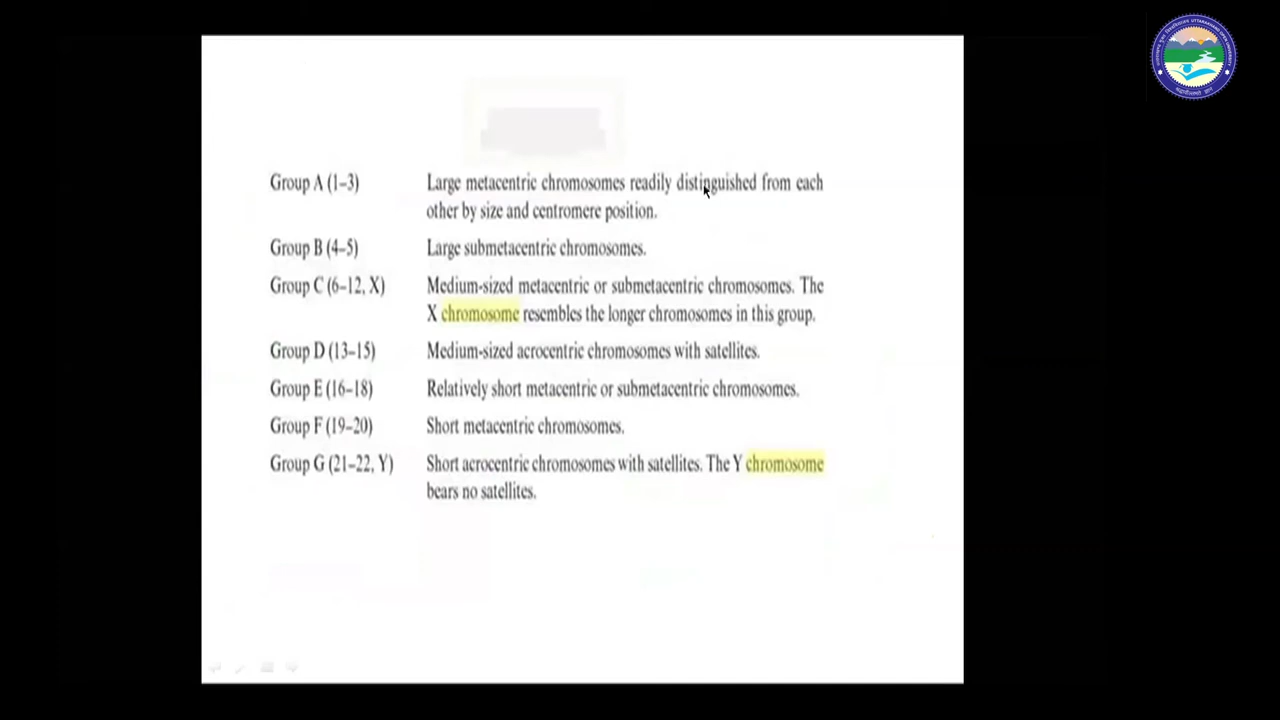 Group A (1–3) Large metacentric chromosomes readily distinguished from each
other by size and centromere position.
Group B (4–5) Large submetacentric chromosomes.
Group C (6–12, X) Medium-sized metacentric or submetacentric chromosomes. The
X chromosome resembles the longer chromosomes in this group.
Group D (13–15) Medium-sized acrocentric chromosomes with satellites.
Group E (16–18) Relatively short metacentric or submetacentric chromosomes.
Group F (19–20) Short metacentric chromosomes.
Group G (21–22, Y) Short acrocentric chromosomes with satellites. The Y chromosome
bears no satellites.